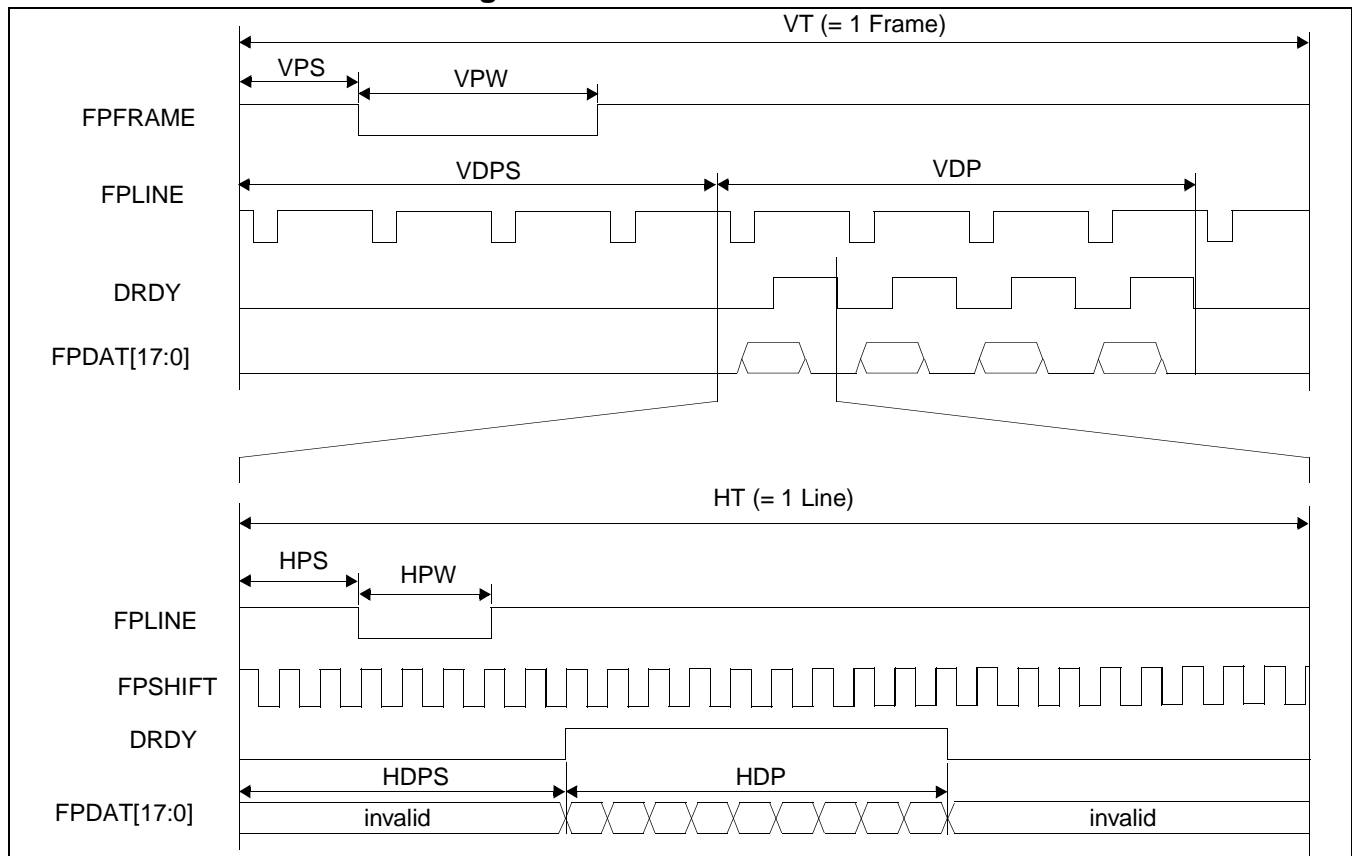 VT (= 1 Frame)
VPS
VPW
FPFRAME
VDPS
VDP
FPLINE
DRDY
FPDAT[17:0]
HT (= 1 Line)
HPS
HPW
FPLINE
FPSHIFT
DRDY
HDPS
HDP
FPDAT[17:0]
invalid
invalid